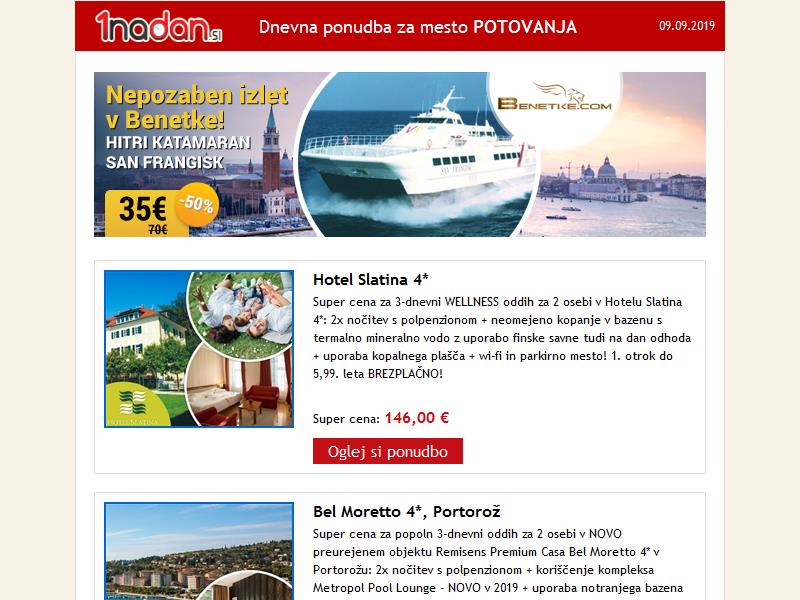 1nadan.si
Dnevna ponudba za mesto POTOVANJA
09.09.2019
Nepozaben izlet
v Benetke!
HITRI KATAMARAN
SAN FRANGISK
35€
-50%
70€
BENETKE.COM
SAN FRANGISK
Hotel Slatina 4*
Super cena za 3-dnevni WELLNESS oddih za 2 osebi v Hotelu Slatina
4*: 2x nočitev s polpenzionom + neomejeno kopanje v bazenu s
termalno mineralno vodo z uporabo finske savne tudi na dan odhoda
+ uporaba kopalnega plašča + wi-fi in parkirno mesto! 1. otrok do
5,99. leta BREZPLAČNO!
HOTEL SLATINA
Super cena: 146,00 €
Oglej si ponudbo
Bel Moretto 4*, Portorož
Super cena za popoln 3-dnevni oddih za 2 osebi v NOVO
preurejenem objektu Remisens Premium Casa Bel Moretto 4* v
Portorožu: 2x nočitev s polpenzionom + koriščenje kompleksa
Metropol Pool Lounge - NOVO v 2019 + uporaba notranjega bazena